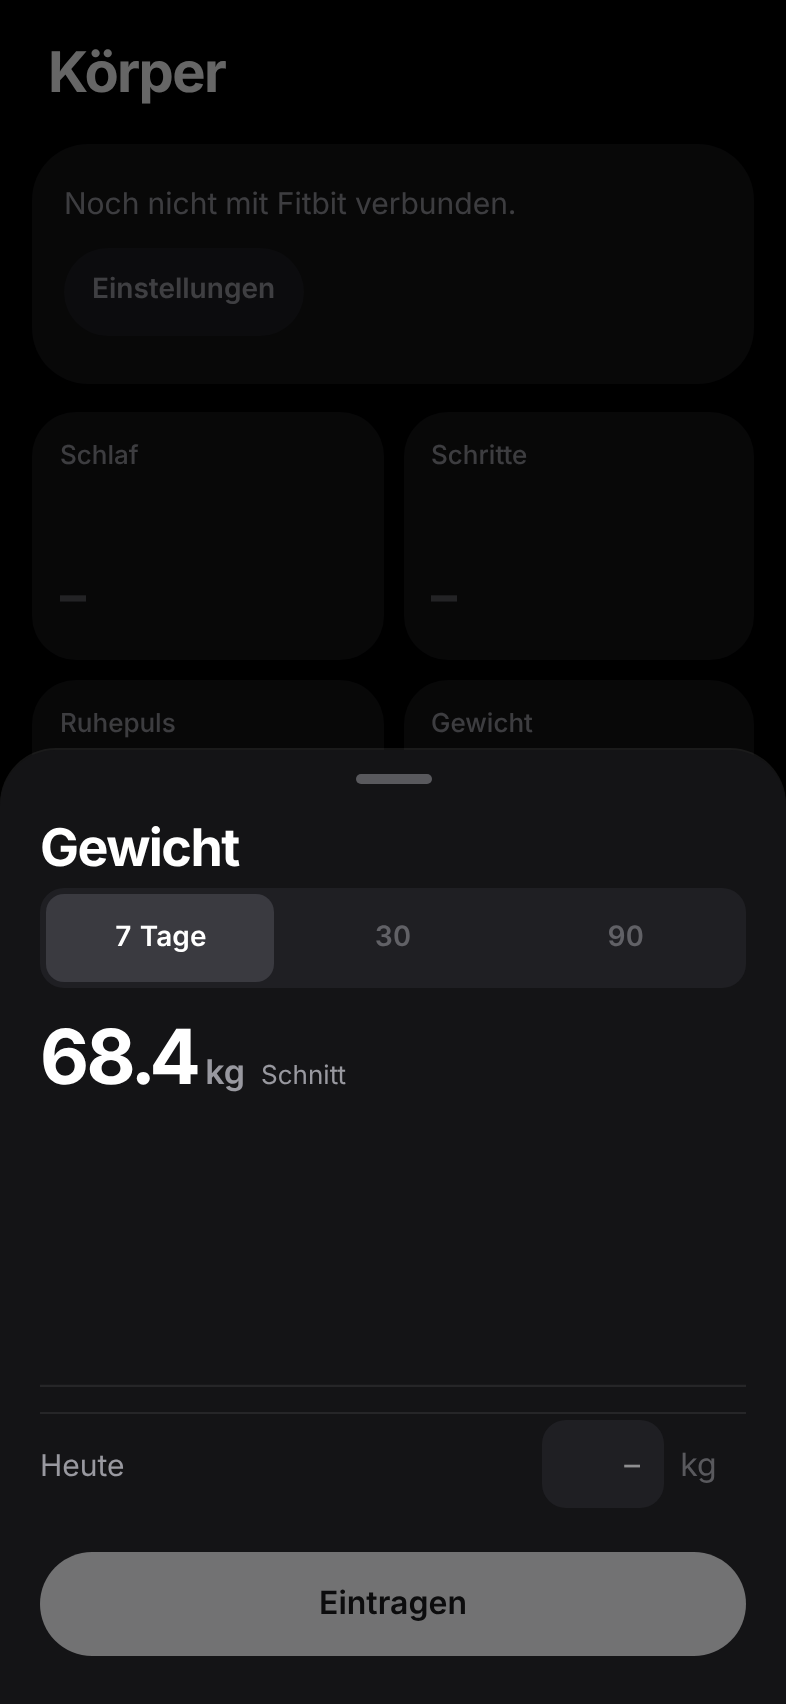 Körper
Noch nicht mit Fitbit verbunden.
Einstellungen
Schlaf
Schritte
–
–
Ruhepuls
Gewicht
Gewicht
7 Tage
30
90
68.4 kg Schnitt
Heute
– kg
Eintragen